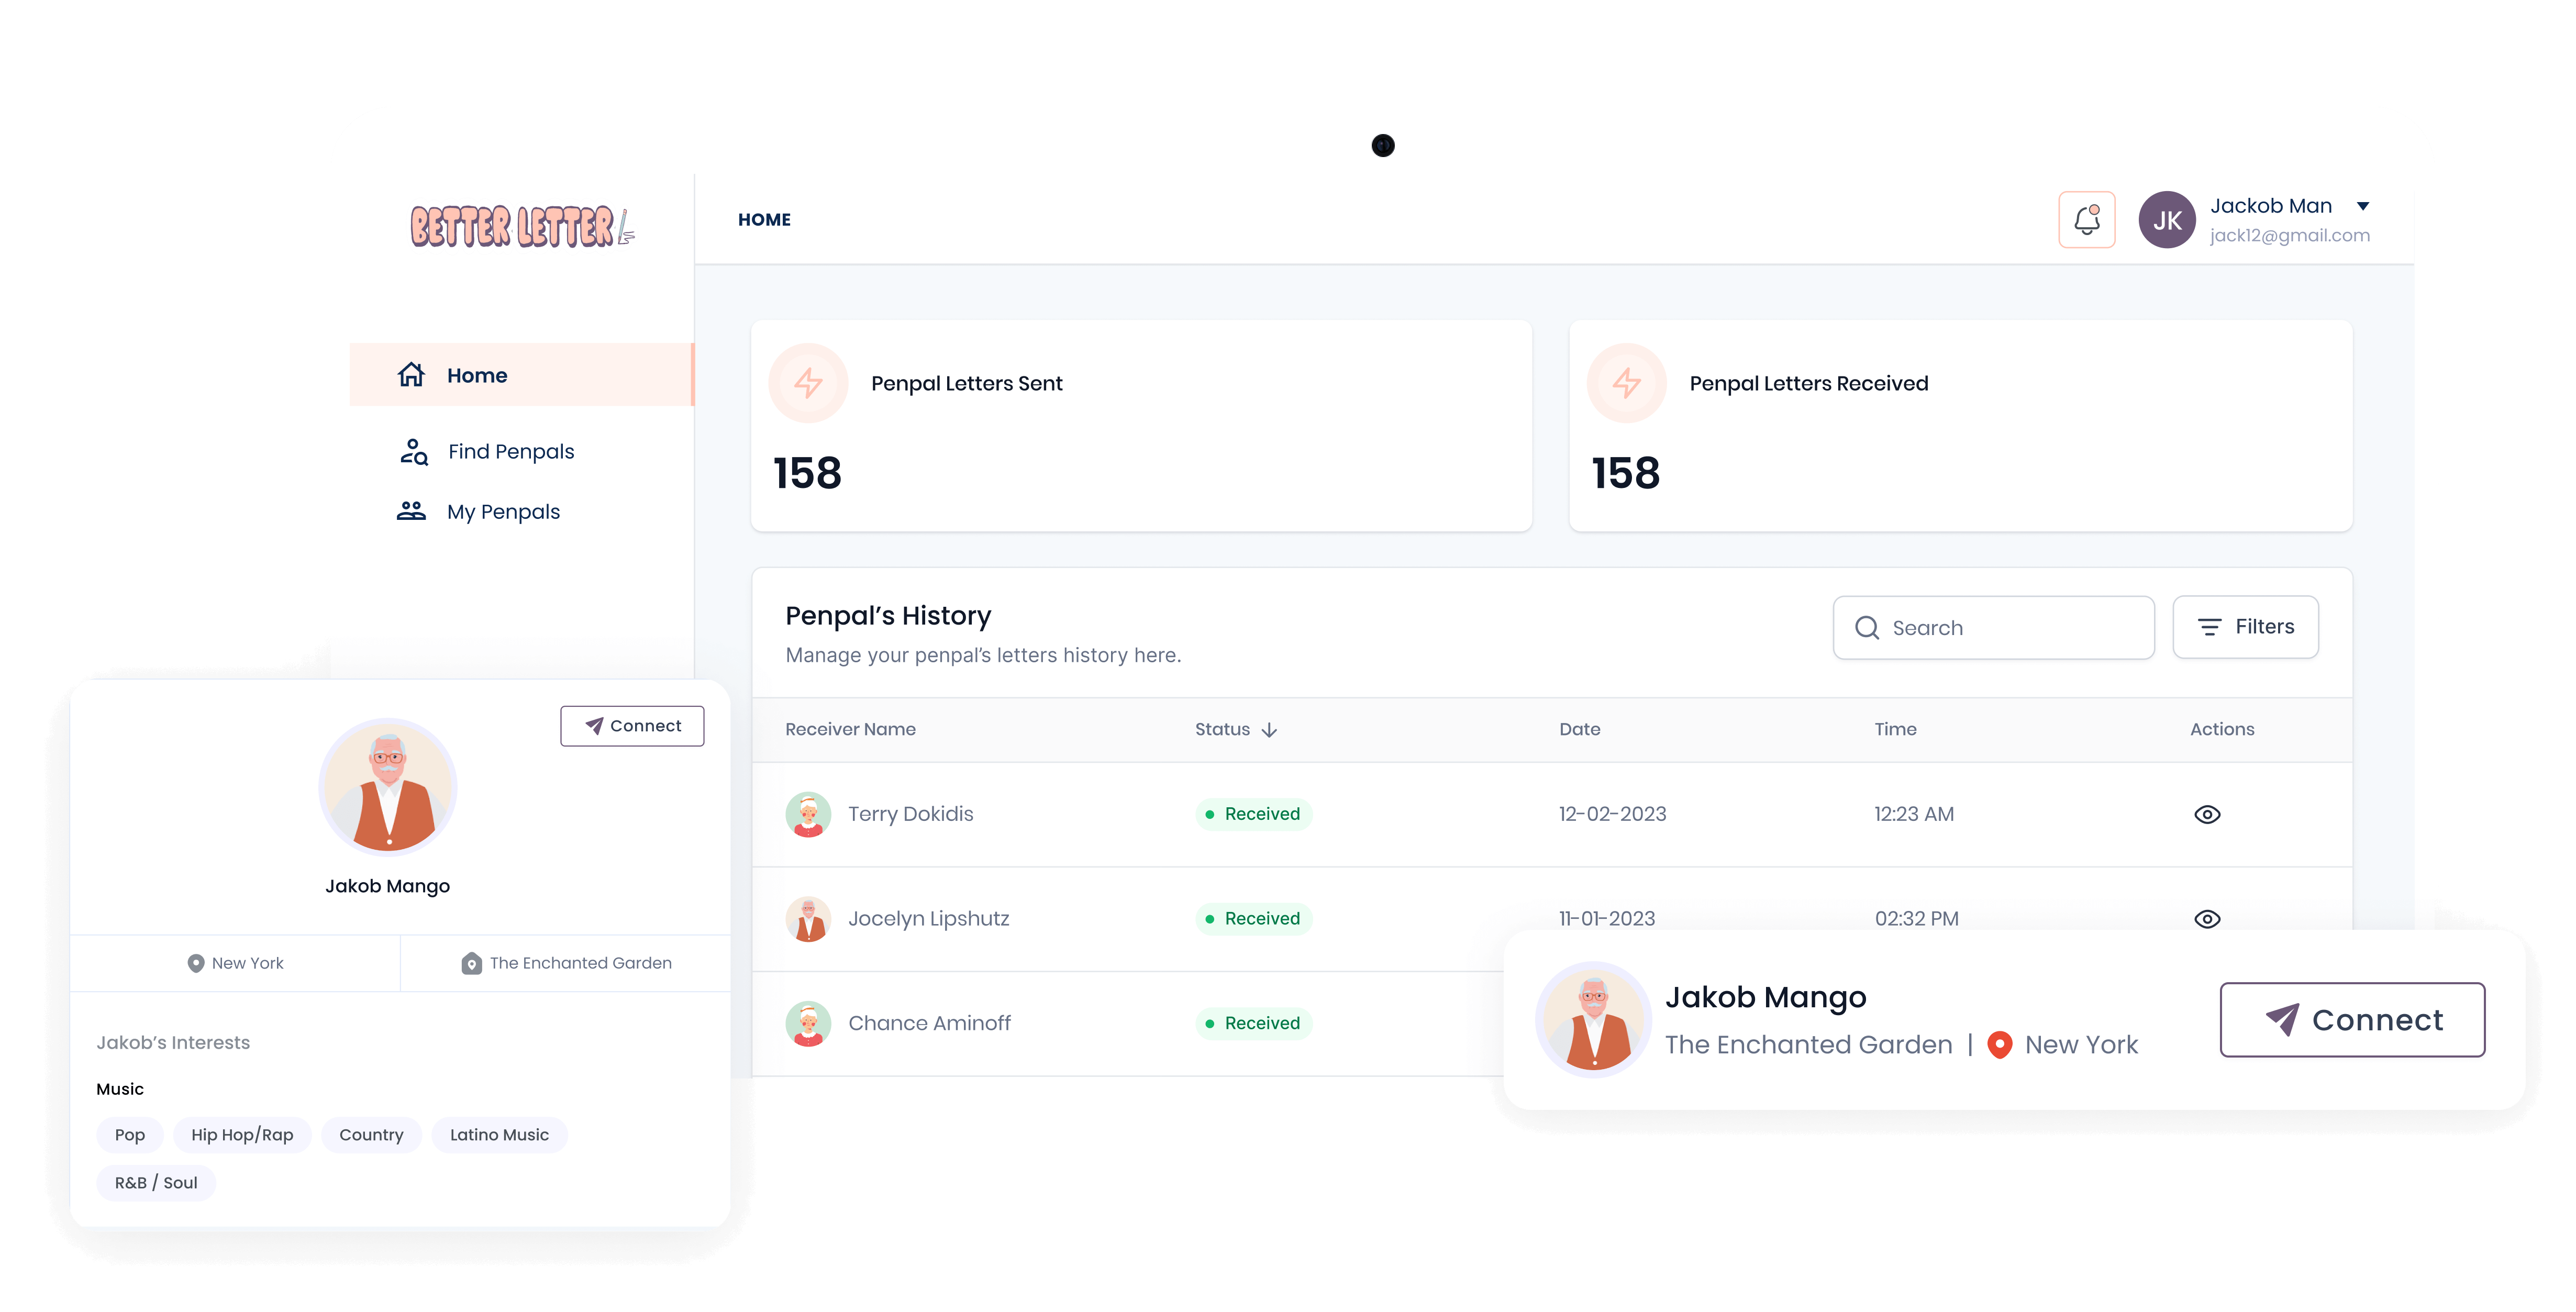 BETTER LETTER
HOME
JK
Jackob Man
jack12@gmail.com
Home
Find Penpals
My Penpals
Penpal Letters Sent
158
Penpal Letters Received
158
Penpal’s History
Manage your penpal’s letters history here.
Search
Filters
Receiver Name Status Date Time Actions
Terry Dokidis Received 12-02-2023 12:23 AM
Jocelyn Lipshutz Received 11-01-2023 02:32 PM
Chance Aminoff Received
Connect
Jakob Mango
New York
The Enchanted Garden
Jakob’s Interests
Music
Pop Hip Hop/Rap Country Latino Music
R&B / Soul
Jakob Mango
The Enchanted Garden | New York
Connect